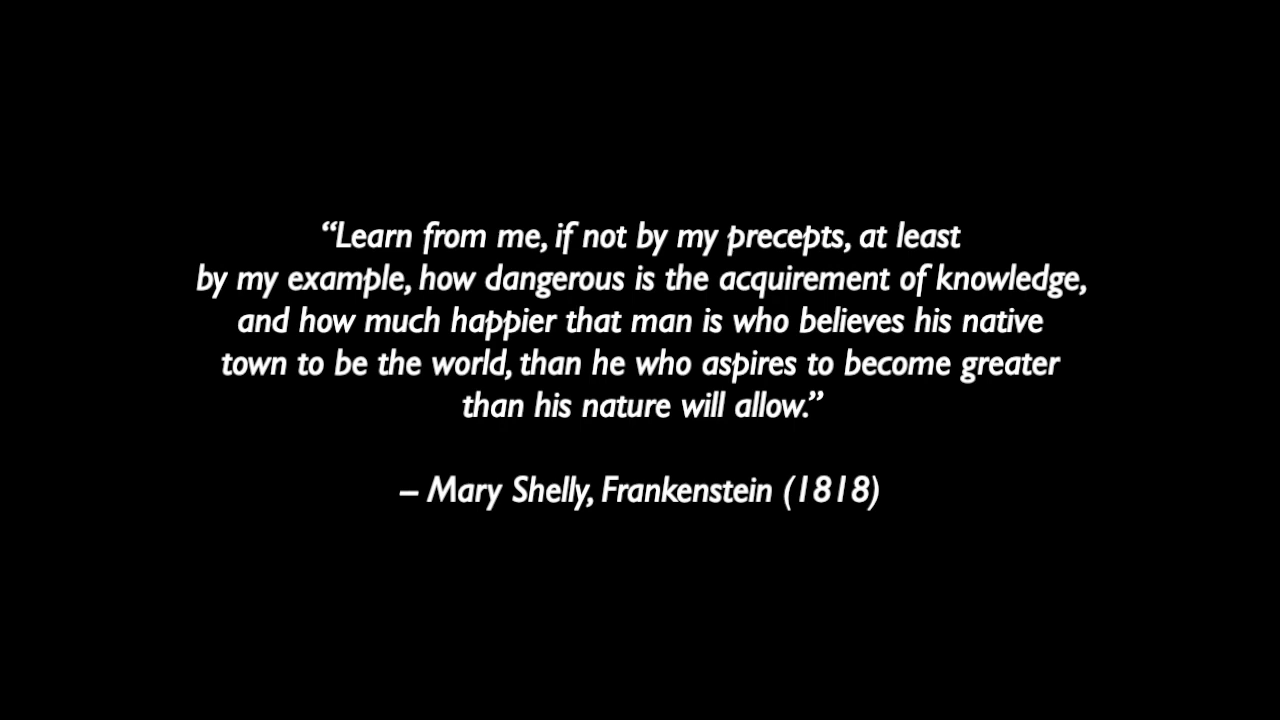 “Learn from me, if not by my precepts, at least
by my example, how dangerous is the acquirement of knowledge,
and how much happier that man is who believes his native
town to be the world, than he who aspires to become greater
than his nature will allow.”
– Mary Shelly, Frankenstein (1818)